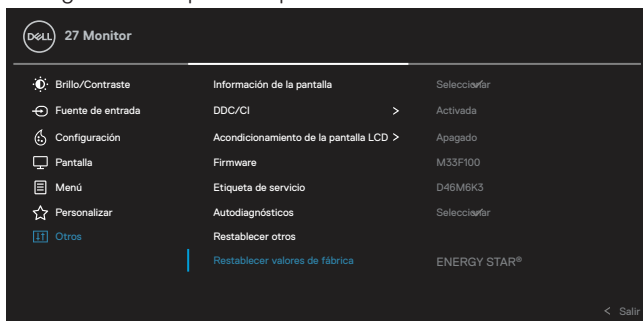 DELL 27 Monitor
Brillo/Contraste Información de la pantalla Seleccionar
Fuente de entrada DDC/CI > Activada
Configuración Acondicionamiento de la pantalla LCD > Apagado
Pantalla Firmware M33F100
Menú Etiqueta de servicio D46M6K3
Personalizar Autodiagnósticos Seleccionar
Otros Restablecer otros
Restablecer valores de fábrica ENERGY STAR®
< Salir